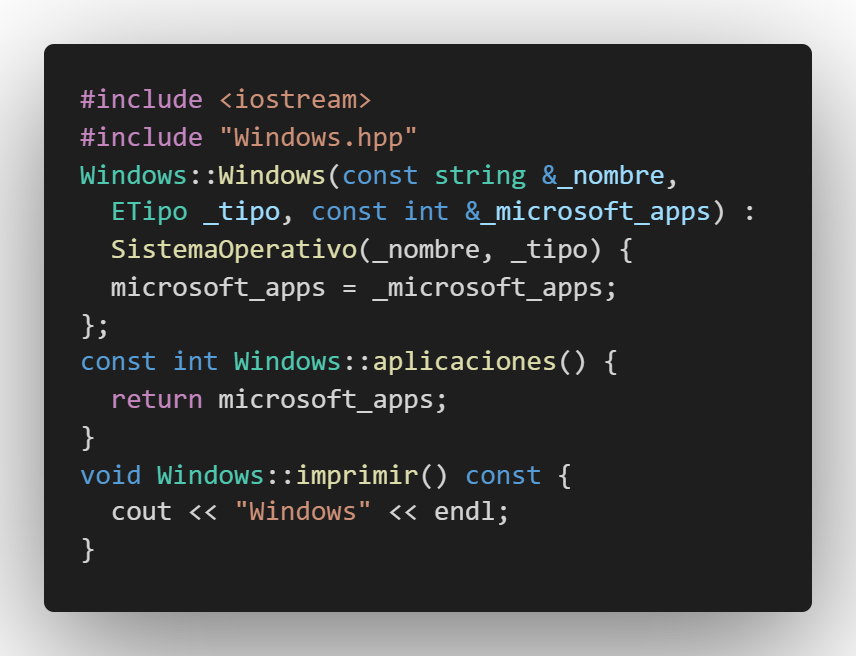 #include <iostream>
#include "Windows.hpp"
Windows::Windows(const string &_nombre,
  ETipo _tipo, const int &_microsoft_apps) :
  SistemaOperativo(_nombre, _tipo) {
  microsoft_apps = _microsoft_apps;
};
const int Windows::aplicaciones() {
  return microsoft_apps;
}
void Windows::imprimir() const {
  cout << "Windows" << endl;
}